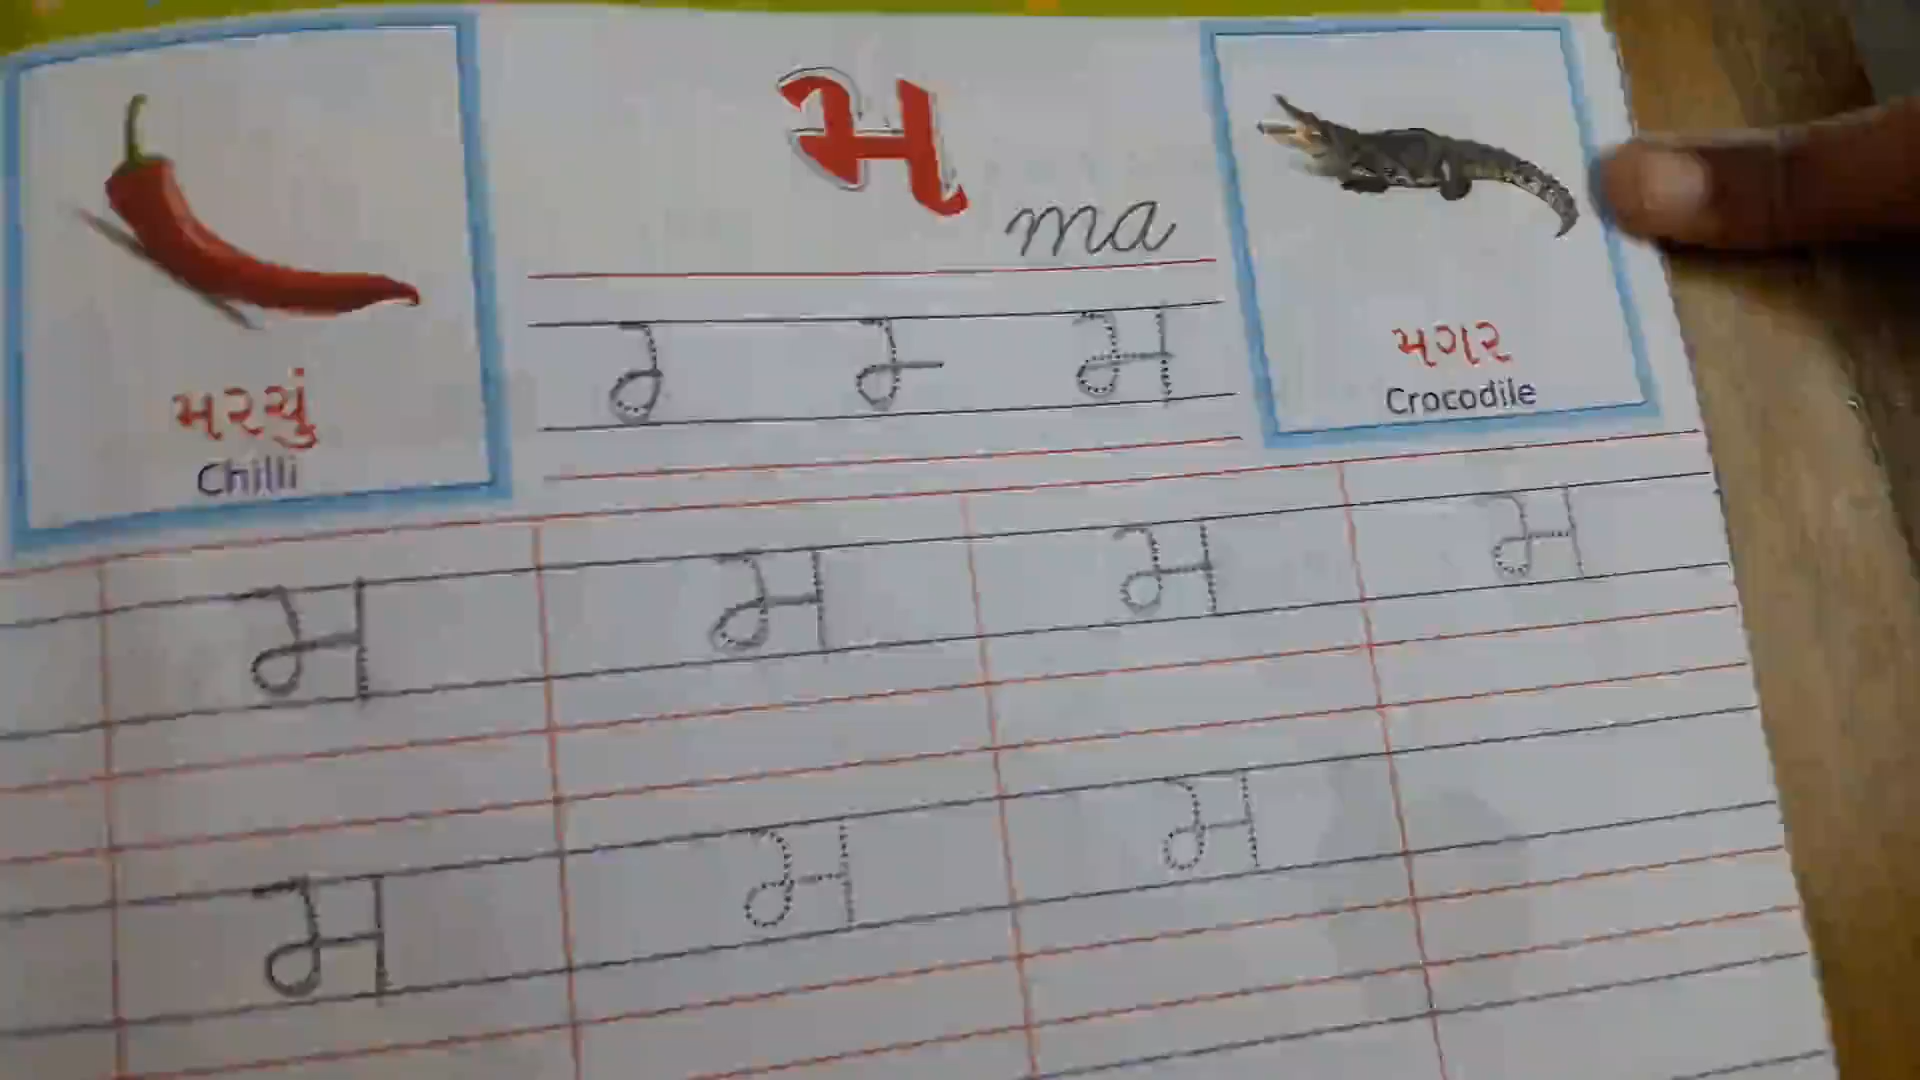 મ
ma
મરચું
Chilli
મગર
Crocodile
મ
મ મ મ મ
મ મ મ